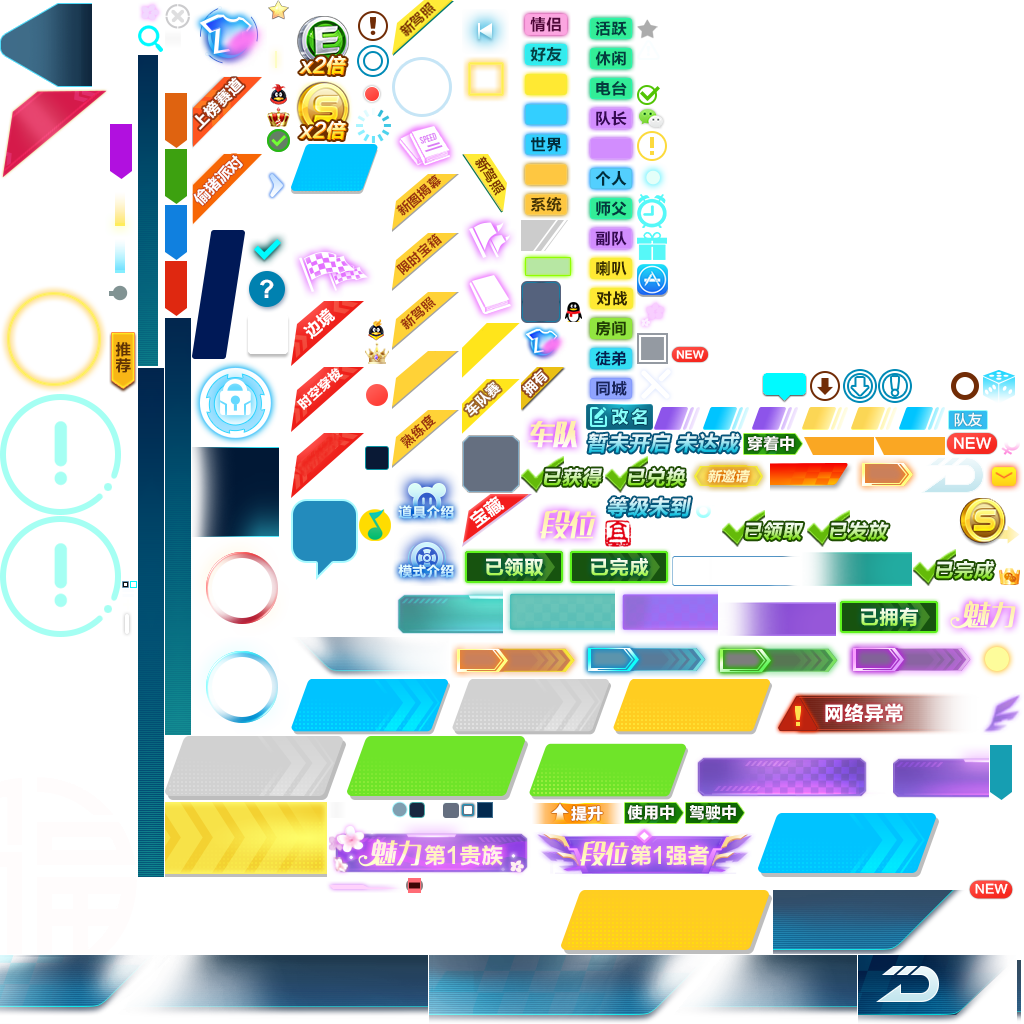 新驾照
情侣
活跃
好友
休闲
x2倍
上榜赛道
电台
队长
x2倍
世界
SPEED
偷猪派对
新驾照
个人
新图揭幕
系统
师父
副队
限时宝箱
喇叭
?
对战
边境
新驾照
房间
推荐
徒弟
NEW
时空穿梭
车队赛
拥有
同城
改名
队友
熟练度
车队
暂未开启
未达成
穿着中
NEW
已获得
已兑换
新邀请
道具介绍
宝藏
等级未到
段位
宫
已领取
已发放
模式介绍
已领取
已完成
已完成
已拥有
魅力
网络异常
提升
使用中
驾驶中
魅力第1贵族
段位第1强者
NEW